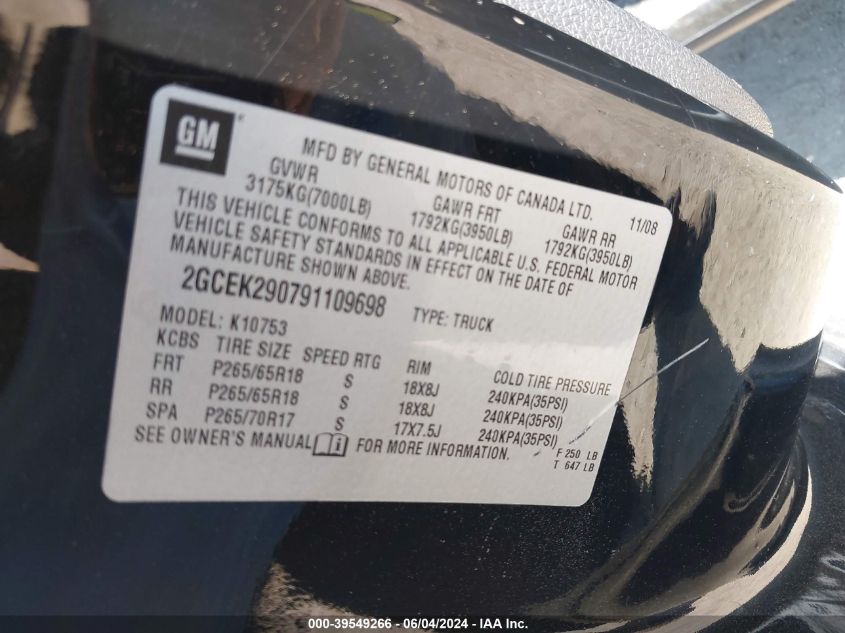 GM
MFD BY GENERAL MOTORS OF CANADA LTD.
11/08
GVWR GAWR FRT GAWR RR
3175KG(7000LB) 1792KG(3950LB) 1792KG(3950LB)
THIS VEHICLE CONFORMS TO ALL APPLICABLE U.S. FEDERAL MOTOR
VEHICLE SAFETY STANDARDS IN EFFECT ON THE DATE OF
MANUFACTURE SHOWN ABOVE.
2GCEK290791109698 TYPE: TRUCK
MODEL: K10753
KCBS TIRE SIZE SPEED RTG RIM COLD TIRE PRESSURE
FRT P265/65R18 S 18X8J 240KPA(35PSI)
RR P265/65R18 S 18X8J 240KPA(35PSI)
SPA P265/70R17 S 17X7.5J 240KPA(35PSI)
SEE OWNER'S MANUAL i FOR MORE INFORMATION.
F 250 LB
T 647 LB
000-39549266 - 06/04/2024 - IAA Inc.